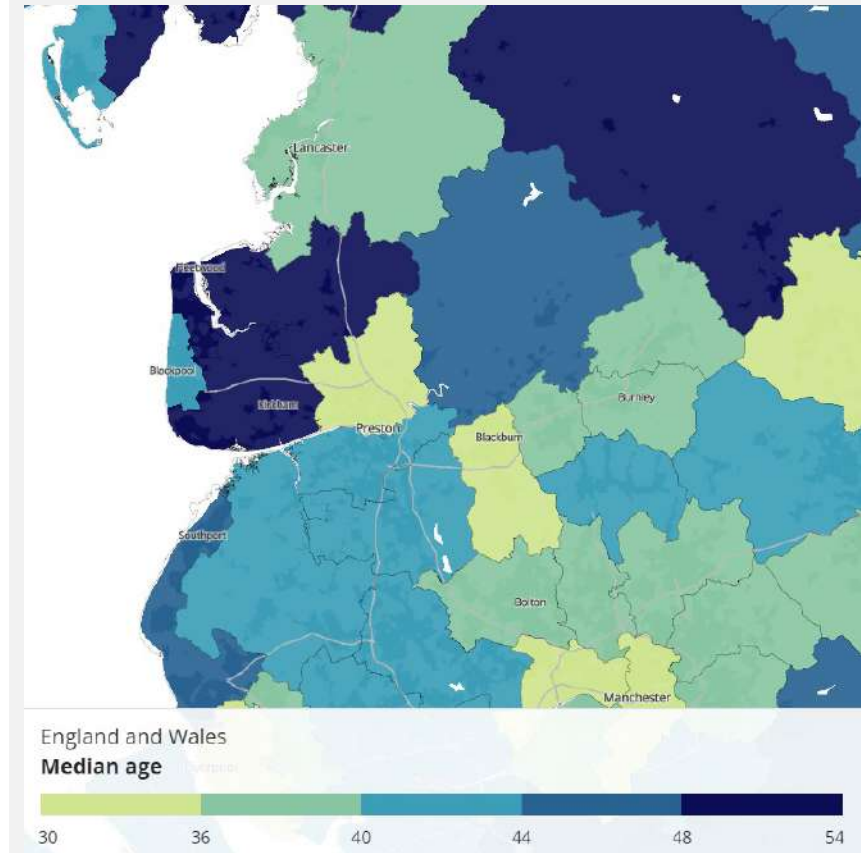 Lancaster
Fleetwood
Blackpool
Kirkham
Burnley
Preston
Blackburn
Southport
Bolton
Manchester
England and Wales
Median age
30 36 40 44 48 54